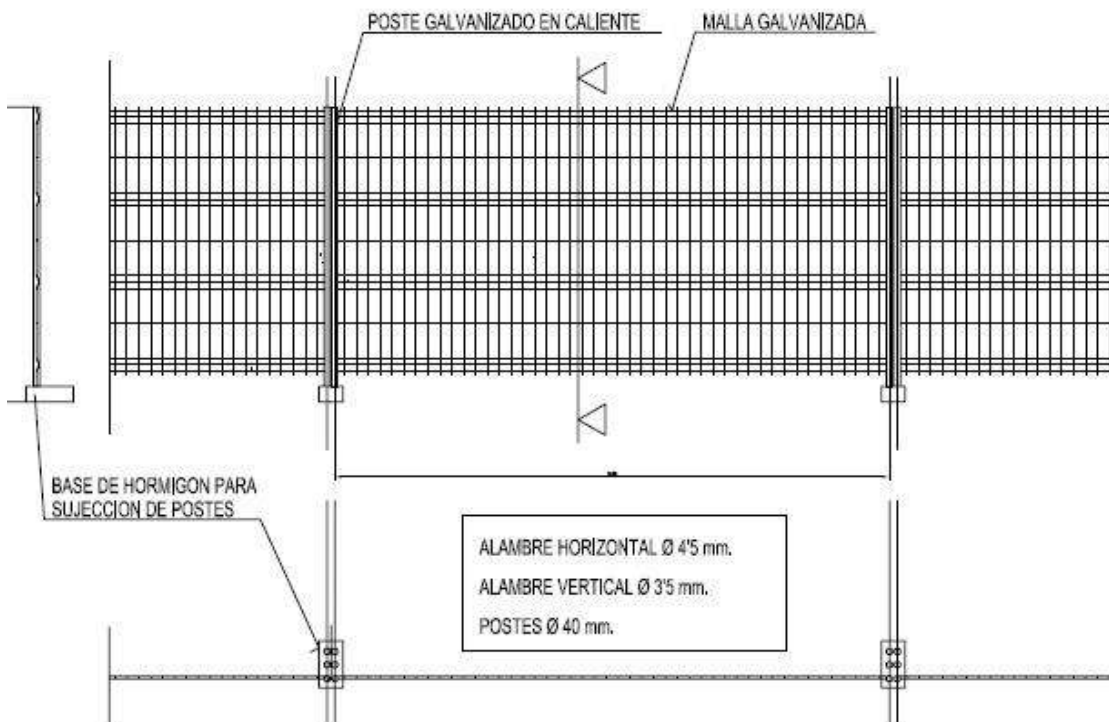 POSTE GALVANIZADO EN CALIENTE
MALLA GALVANIZADA
BASE DE HORMIGON PARA
SUJECCION DE POSTES
ALAMBRE HORIZONTAL Ø 4'5 mm.
ALAMBRE VERTICAL Ø 3'5 mm.
POSTES Ø 40 mm.